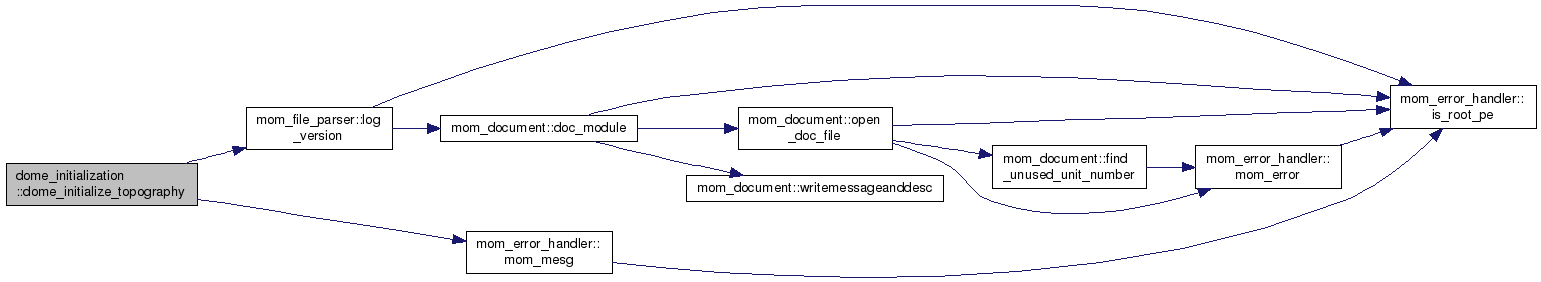 dome_initialization
::dome_initialize_topography
mom_file_parser::log
_version
mom_document::doc_module
mom_document::open
_doc_file
mom_document::writemessageanddesc
mom_document::find
_unused_unit_number
mom_error_handler::
mom_error
mom_error_handler::
is_root_pe
mom_error_handler::
mom_mesg